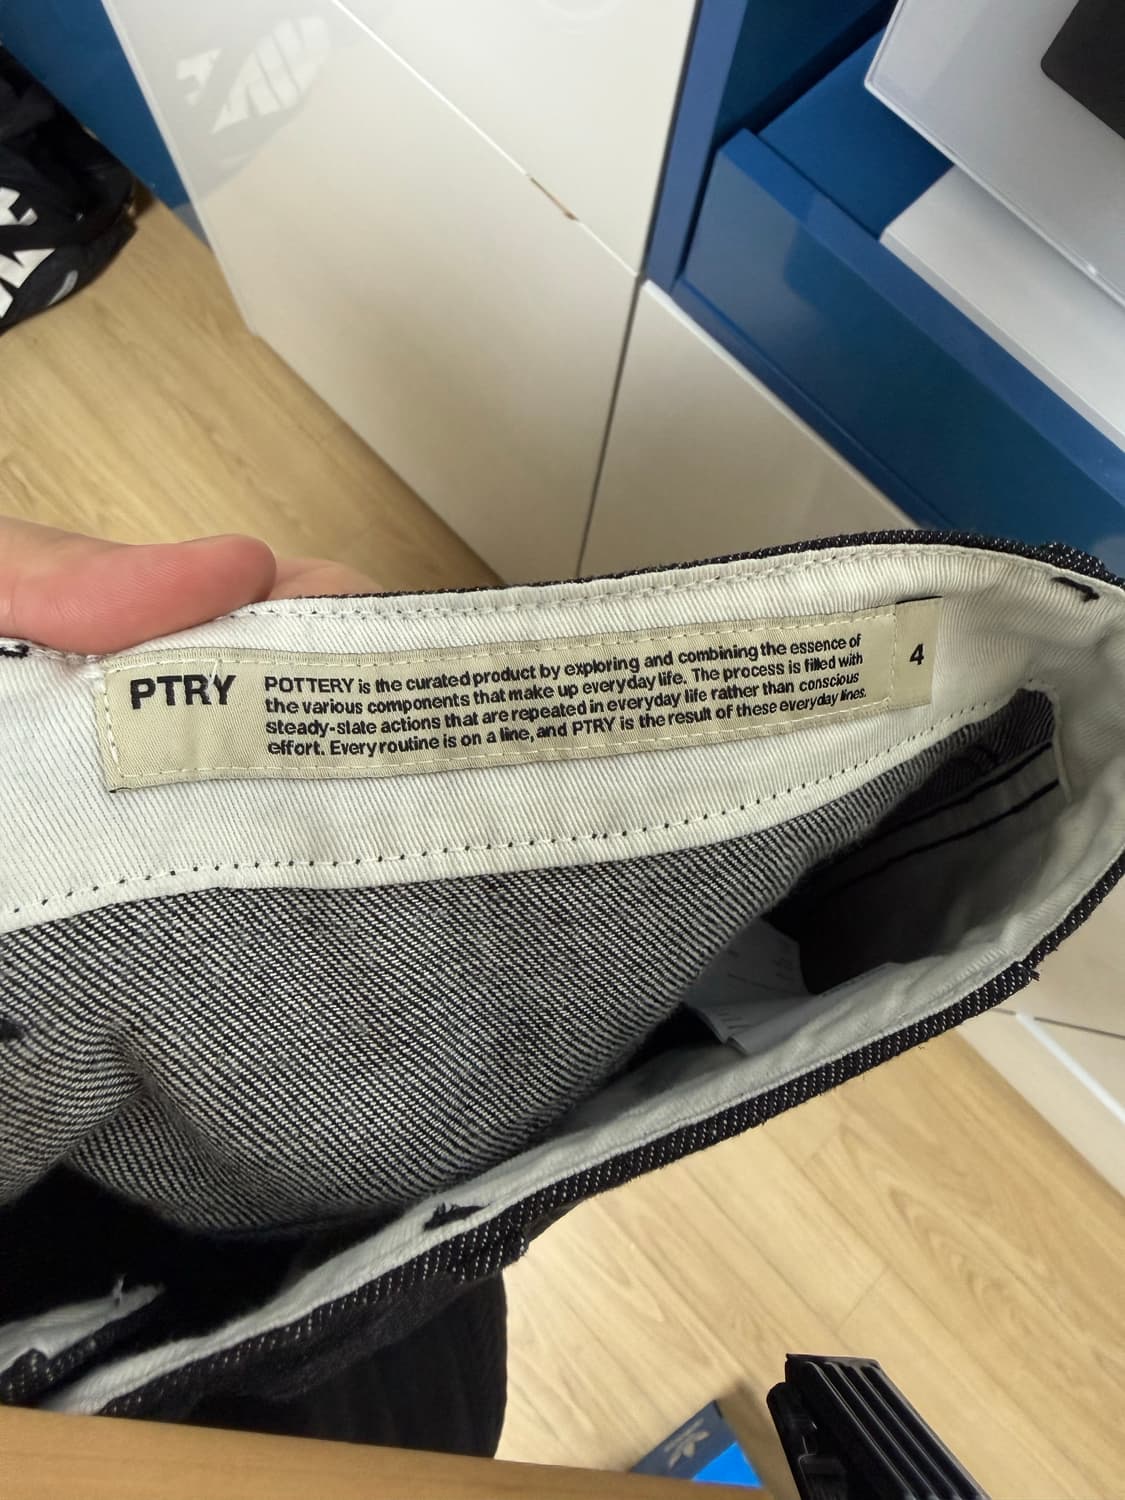 PTRY
POTTERY is the curated product by exploring and combining the essence of
the various components that make up everyday life. The process is filled with
steady-slate actions that are repeated in everyday life rather than conscious
effort. Every routine is on a line, and PTRY is the result of these everyday lines.
4